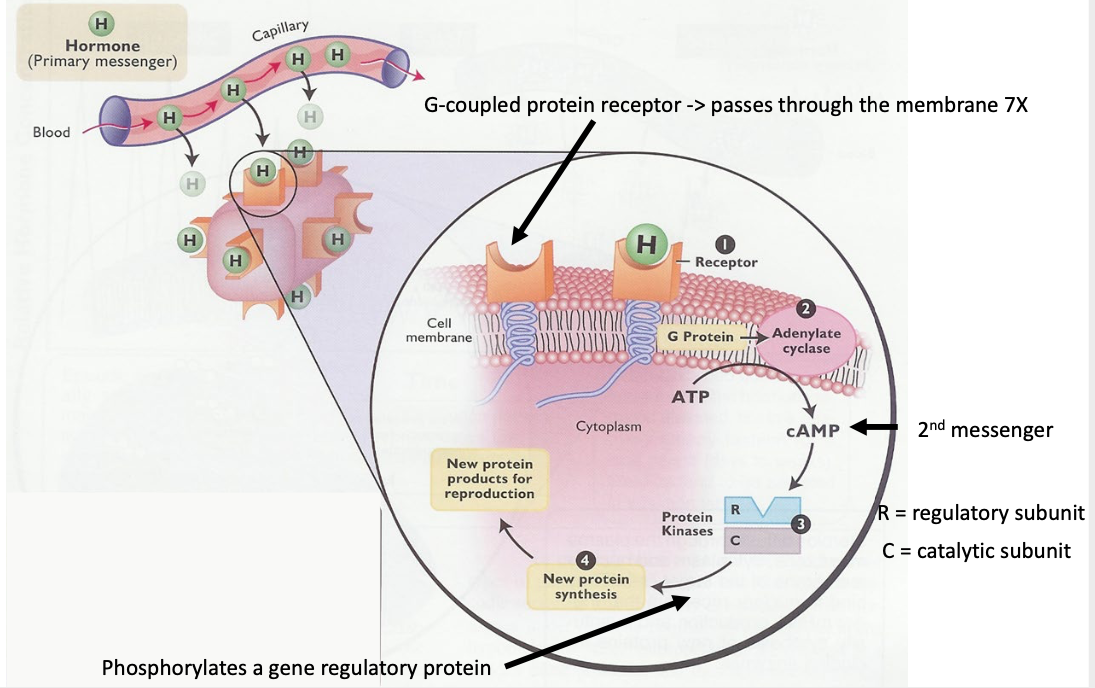 H
Hormone
(Primary messenger)
Capillary
H
H
H
H
H
H
Blood
H
H
H
H
H
H
G-coupled protein receptor -> passes through the membrane 7X
H
1
Receptor
2
Cell
membrane
G Protein
Adenylate
cyclase
ATP
Cytoplasm
cAMP
2nd messenger
New protein
products for
reproduction
Protein
Kinases
R
3
C
R = regulatory subunit
C = catalytic subunit
4
New protein
synthesis
Phosphorylates a gene regulatory protein